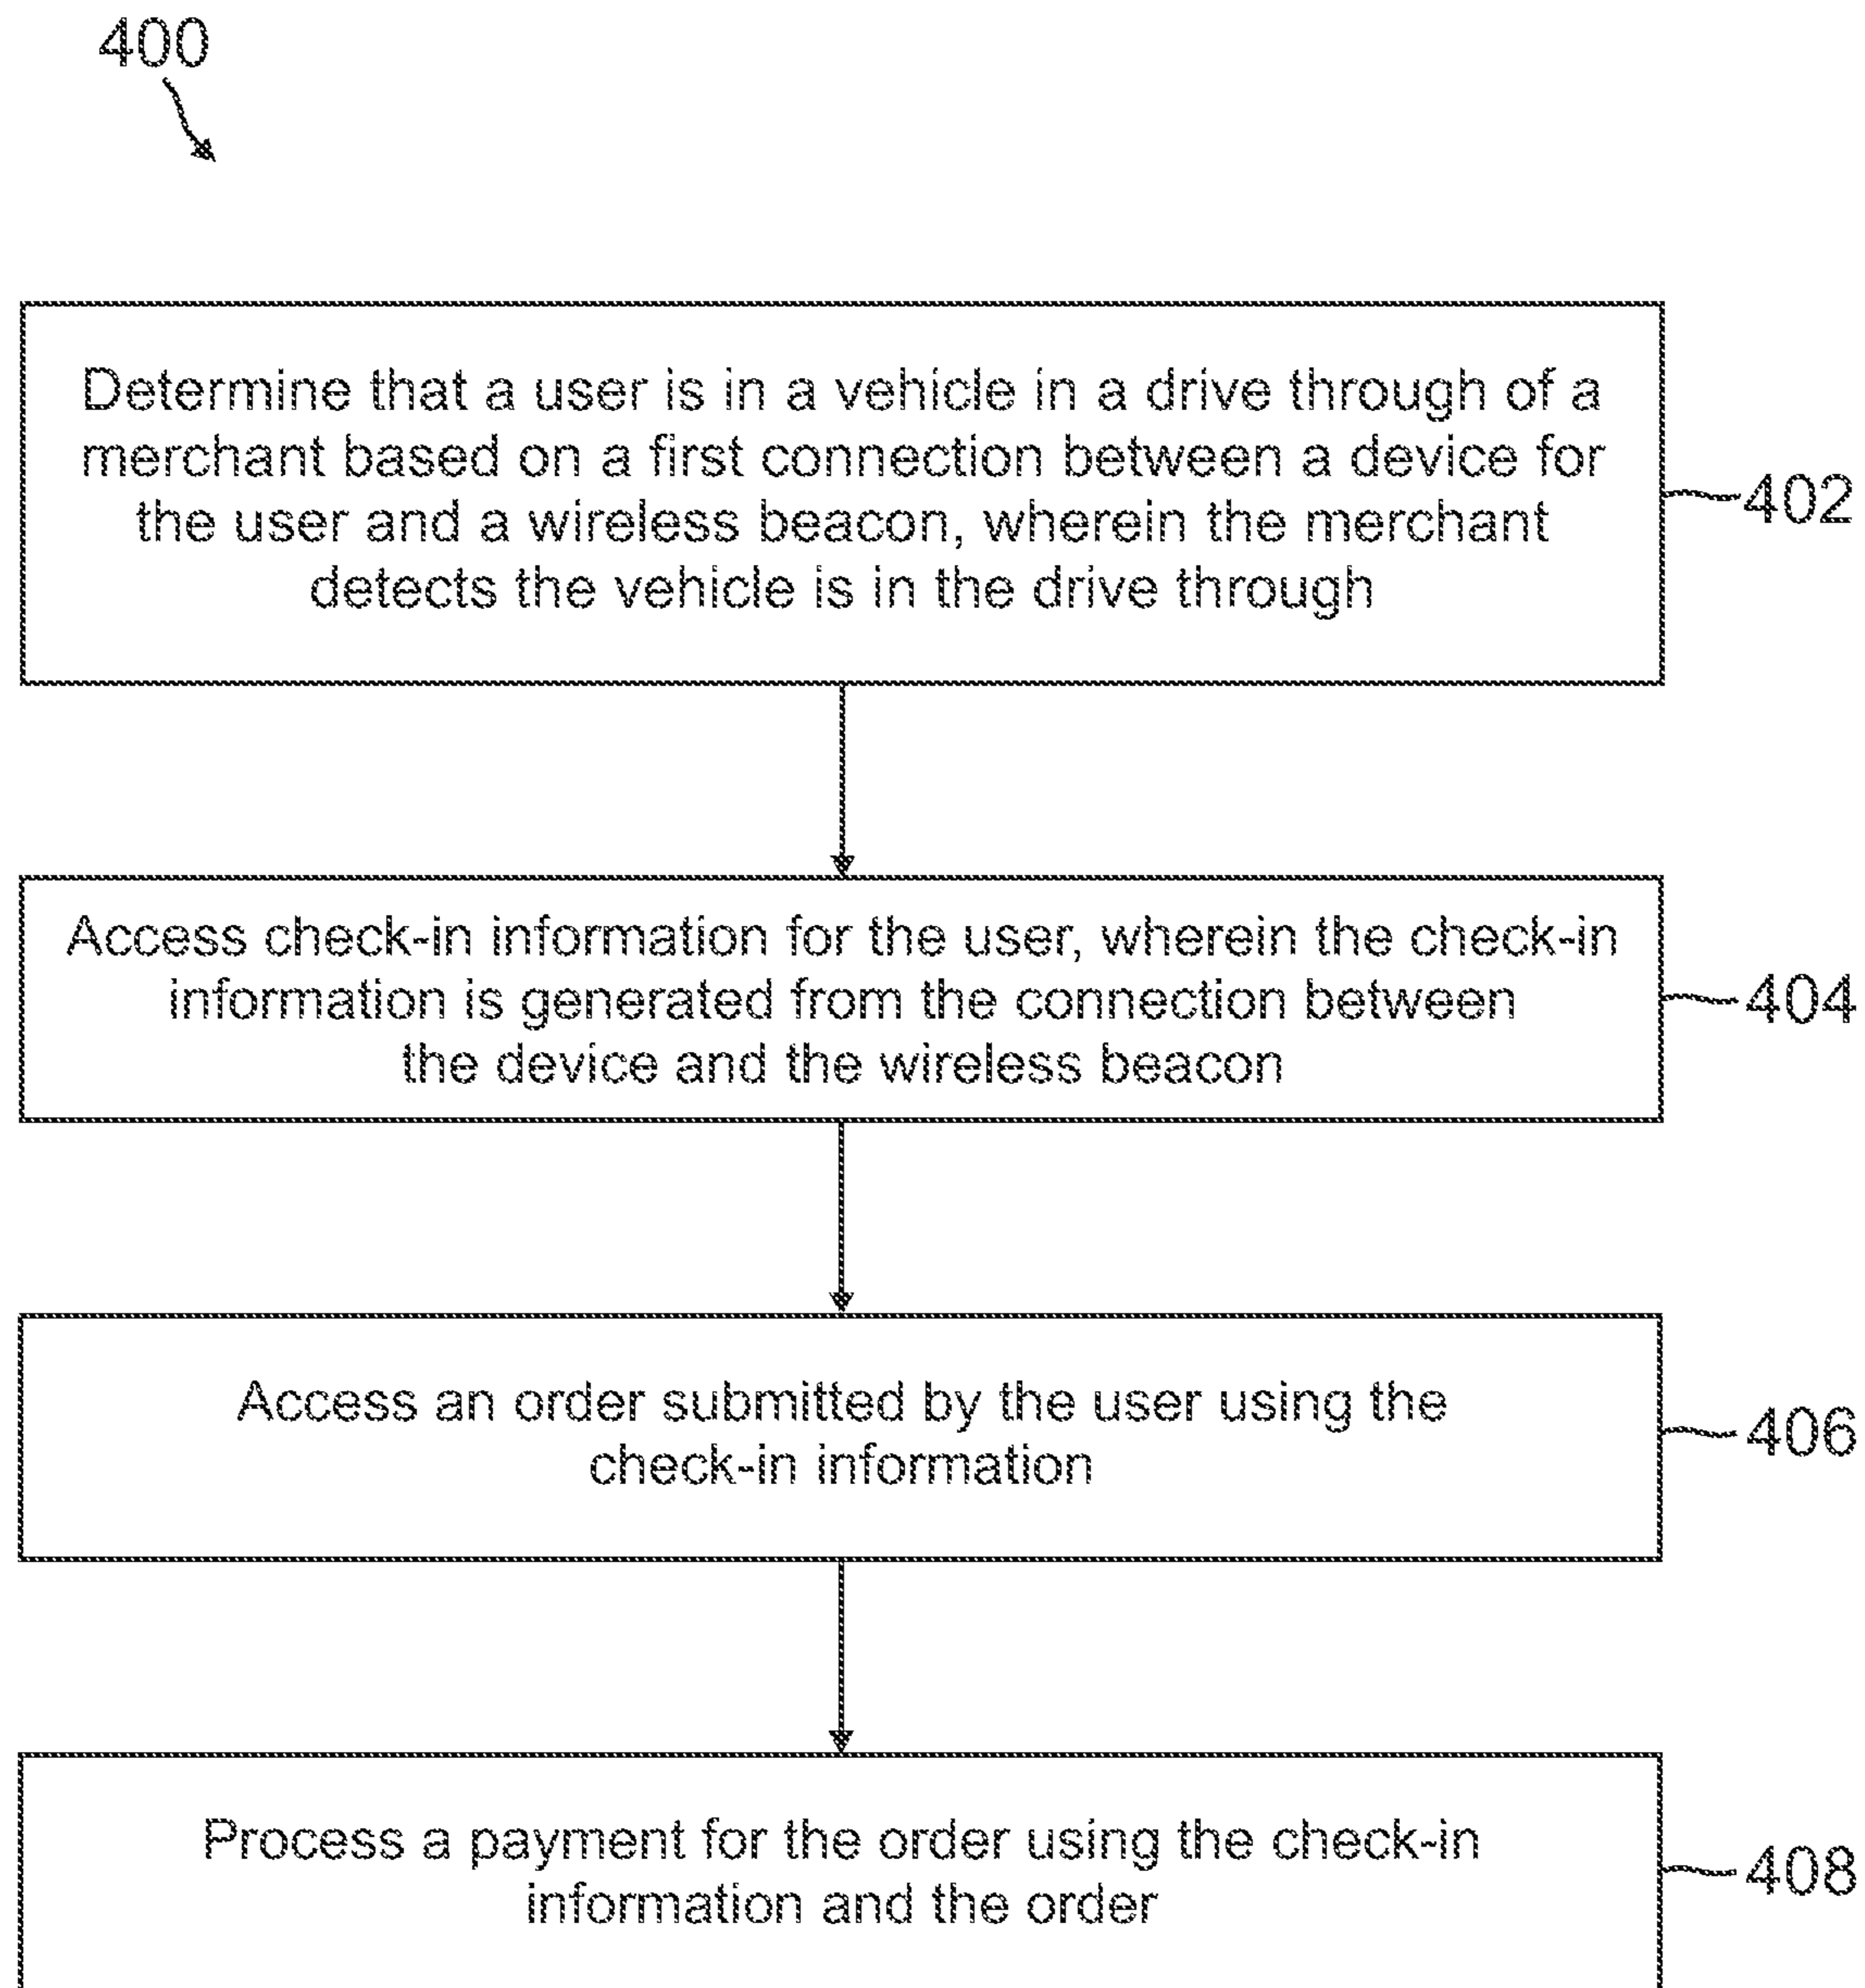 400
Determine that a user is in a vehicle in a drive through of a
merchant based on a first connection between a device for
the user and a wireless beacon, wherein the merchant
detects the vehicle is in the drive through
402
Access check-in information for the user, wherein the check-in
information is generated from the connection between
the device and the wireless beacon
404
Access an order submitted by the user using the
check-in information
406
Process a payment for the order using the check-in
information and the order
408